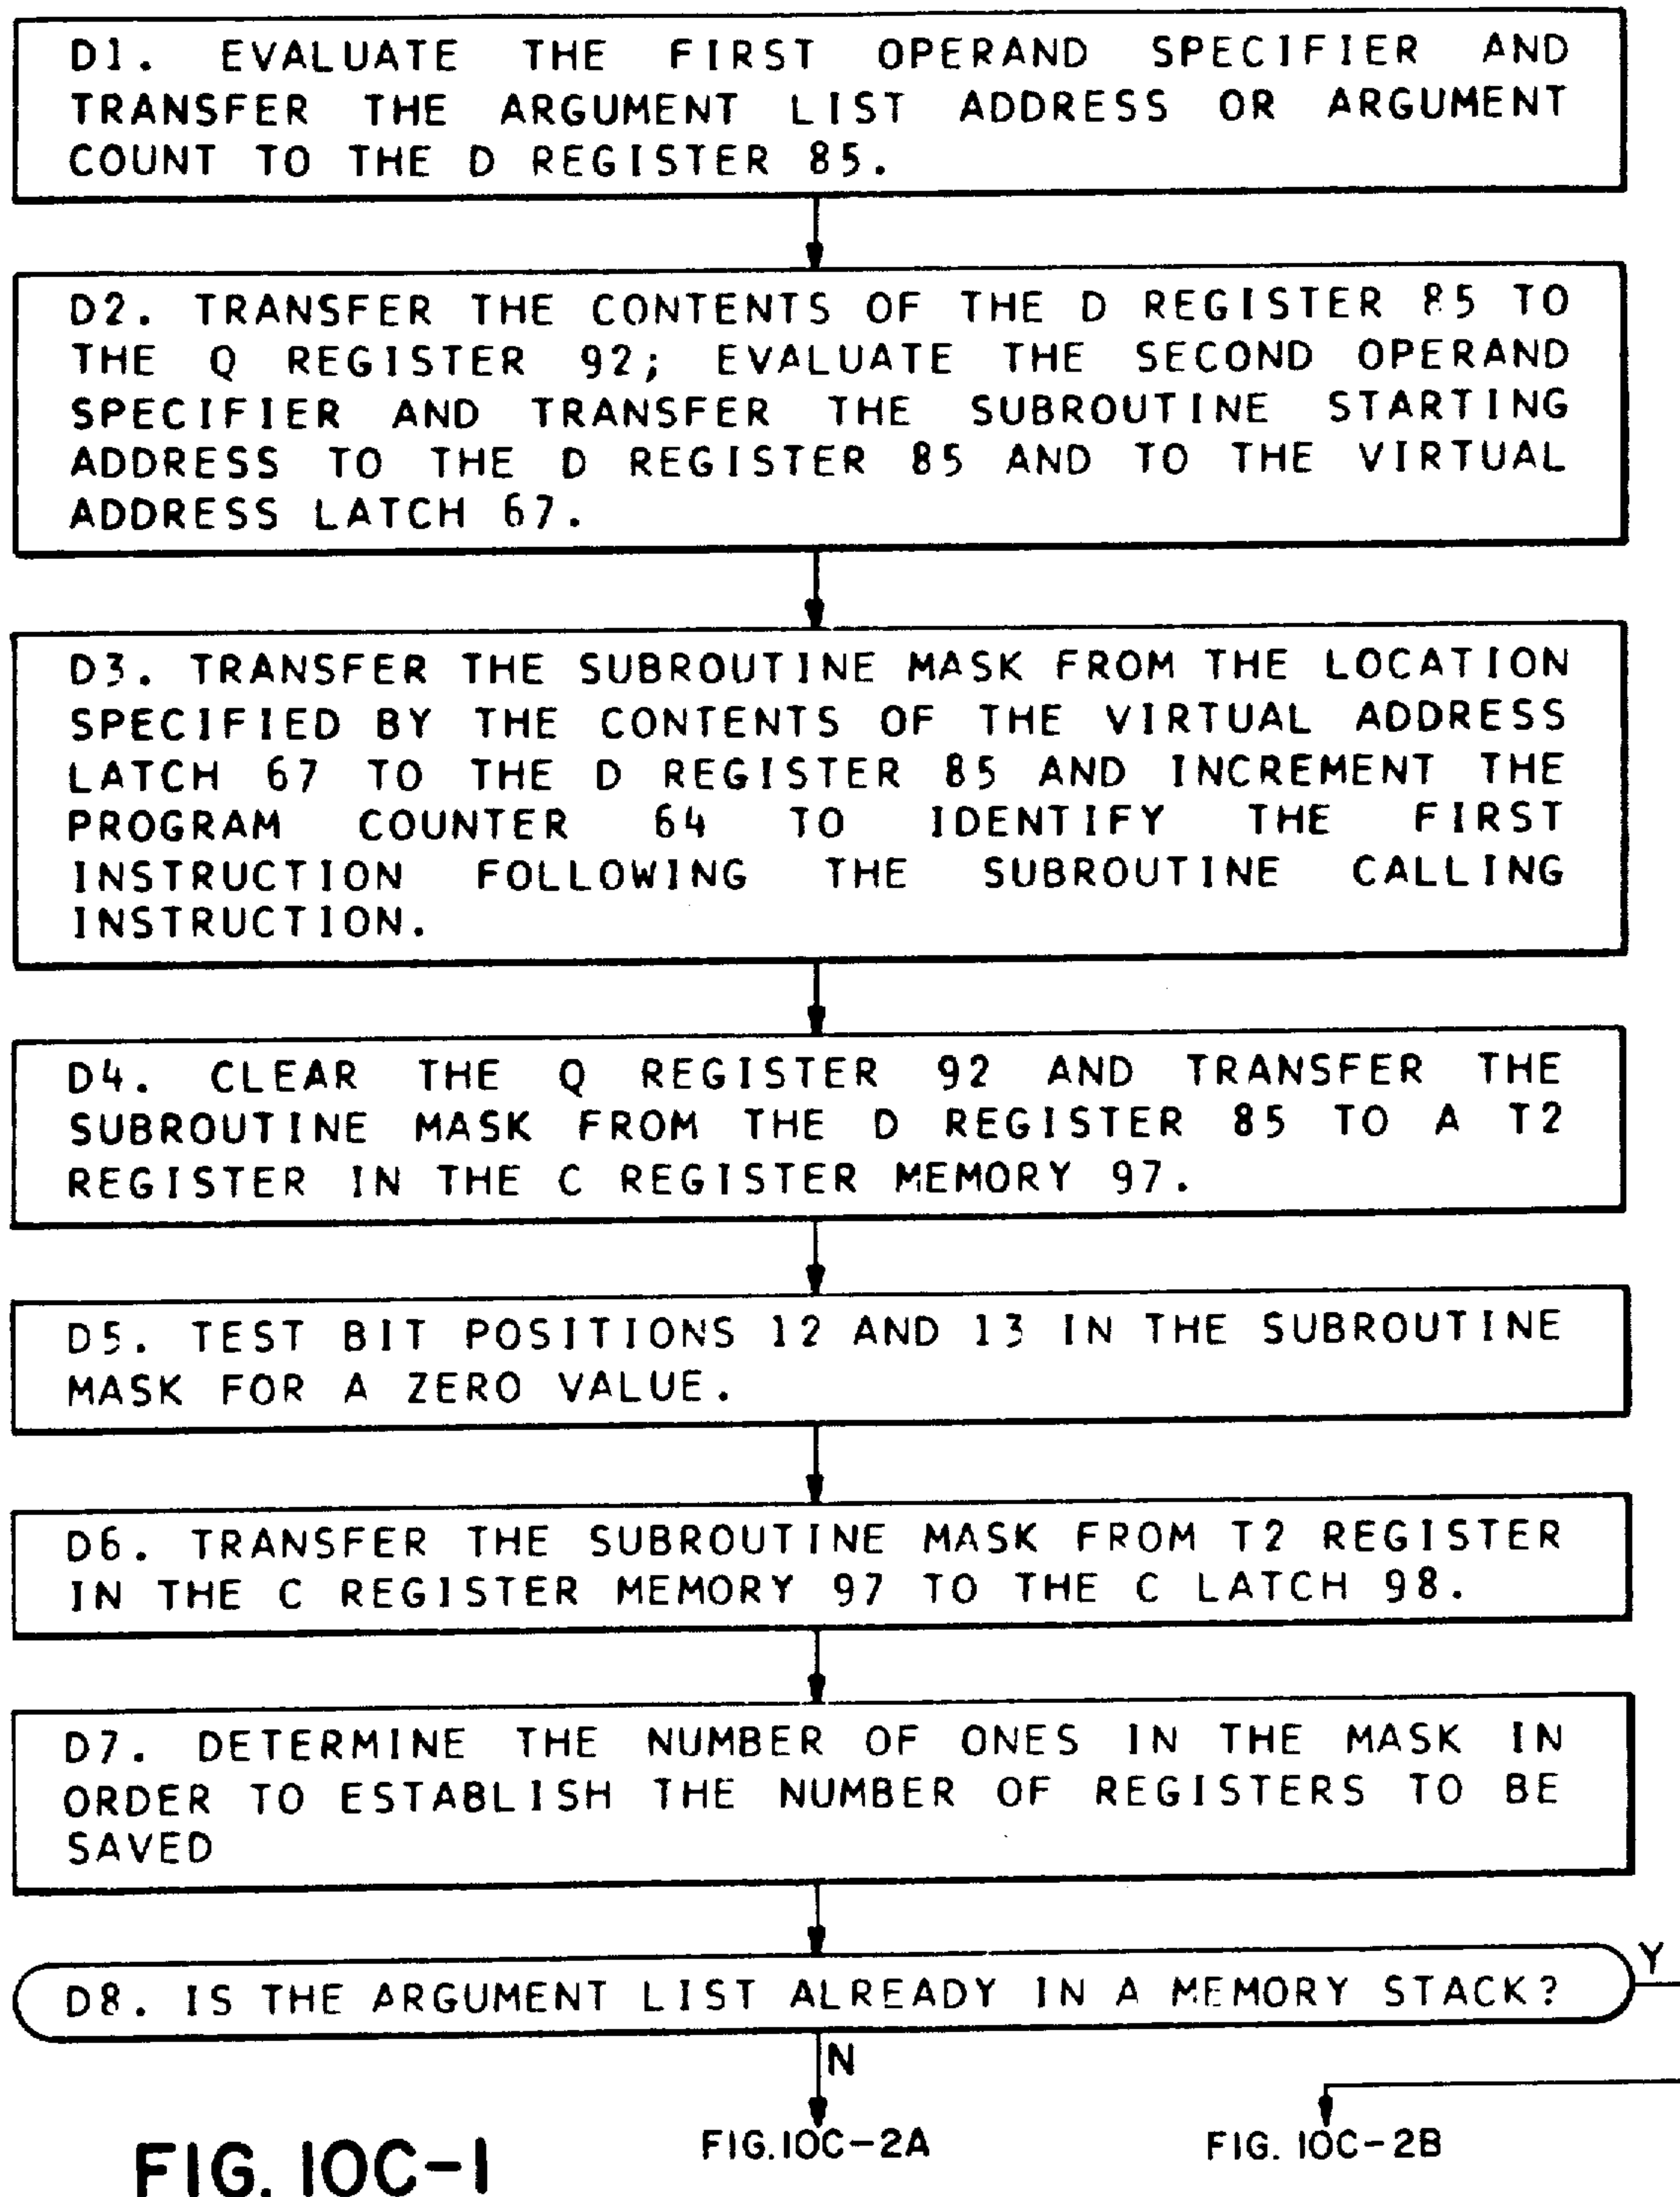 D1. EVALUATE THE FIRST OPERAND SPECIFIER AND
TRANSFER THE ARGUMENT LIST ADDRESS OR ARGUMENT
COUNT TO THE D REGISTER 85.
D2. TRANSFER THE CONTENTS OF THE D REGISTER 85 TO
THE Q REGISTER 92; EVALUATE THE SECOND OPERAND
SPECIFIER AND TRANSFER THE SUBROUTINE STARTING
ADDRESS TO THE D REGISTER 85 AND TO THE VIRTUAL
ADDRESS LATCH 67.
D3. TRANSFER THE SUBROUTINE MASK FROM THE LOCATION
SPECIFIED BY THE CONTENTS OF THE VIRTUAL ADDRESS
LATCH 67 TO THE D REGISTER 85 AND INCREMENT THE
PROGRAM COUNTER 64 TO IDENTIFY THE FIRST
INSTRUCTION FOLLOWING THE SUBROUTINE CALLING
INSTRUCTION.
D4. CLEAR THE Q REGISTER 92 AND TRANSFER THE
SUBROUTINE MASK FROM THE D REGISTER 85 TO A T2
REGISTER IN THE C REGISTER MEMORY 97.
D5. TEST BIT POSITIONS 12 AND 13 IN THE SUBROUTINE
MASK FOR A ZERO VALUE.
D6. TRANSFER THE SUBROUTINE MASK FROM T2 REGISTER
IN THE C REGISTER MEMORY 97 TO THE C LATCH 98.
D7. DETERMINE THE NUMBER OF ONES IN THE MASK IN
ORDER TO ESTABLISH THE NUMBER OF REGISTERS TO BE
SAVED
D8. IS THE ARGUMENT LIST ALREADY IN A MEMORY STACK?
Y
N
FIG.10C-2A
FIG. 10C-2B
FIG. 10C-1